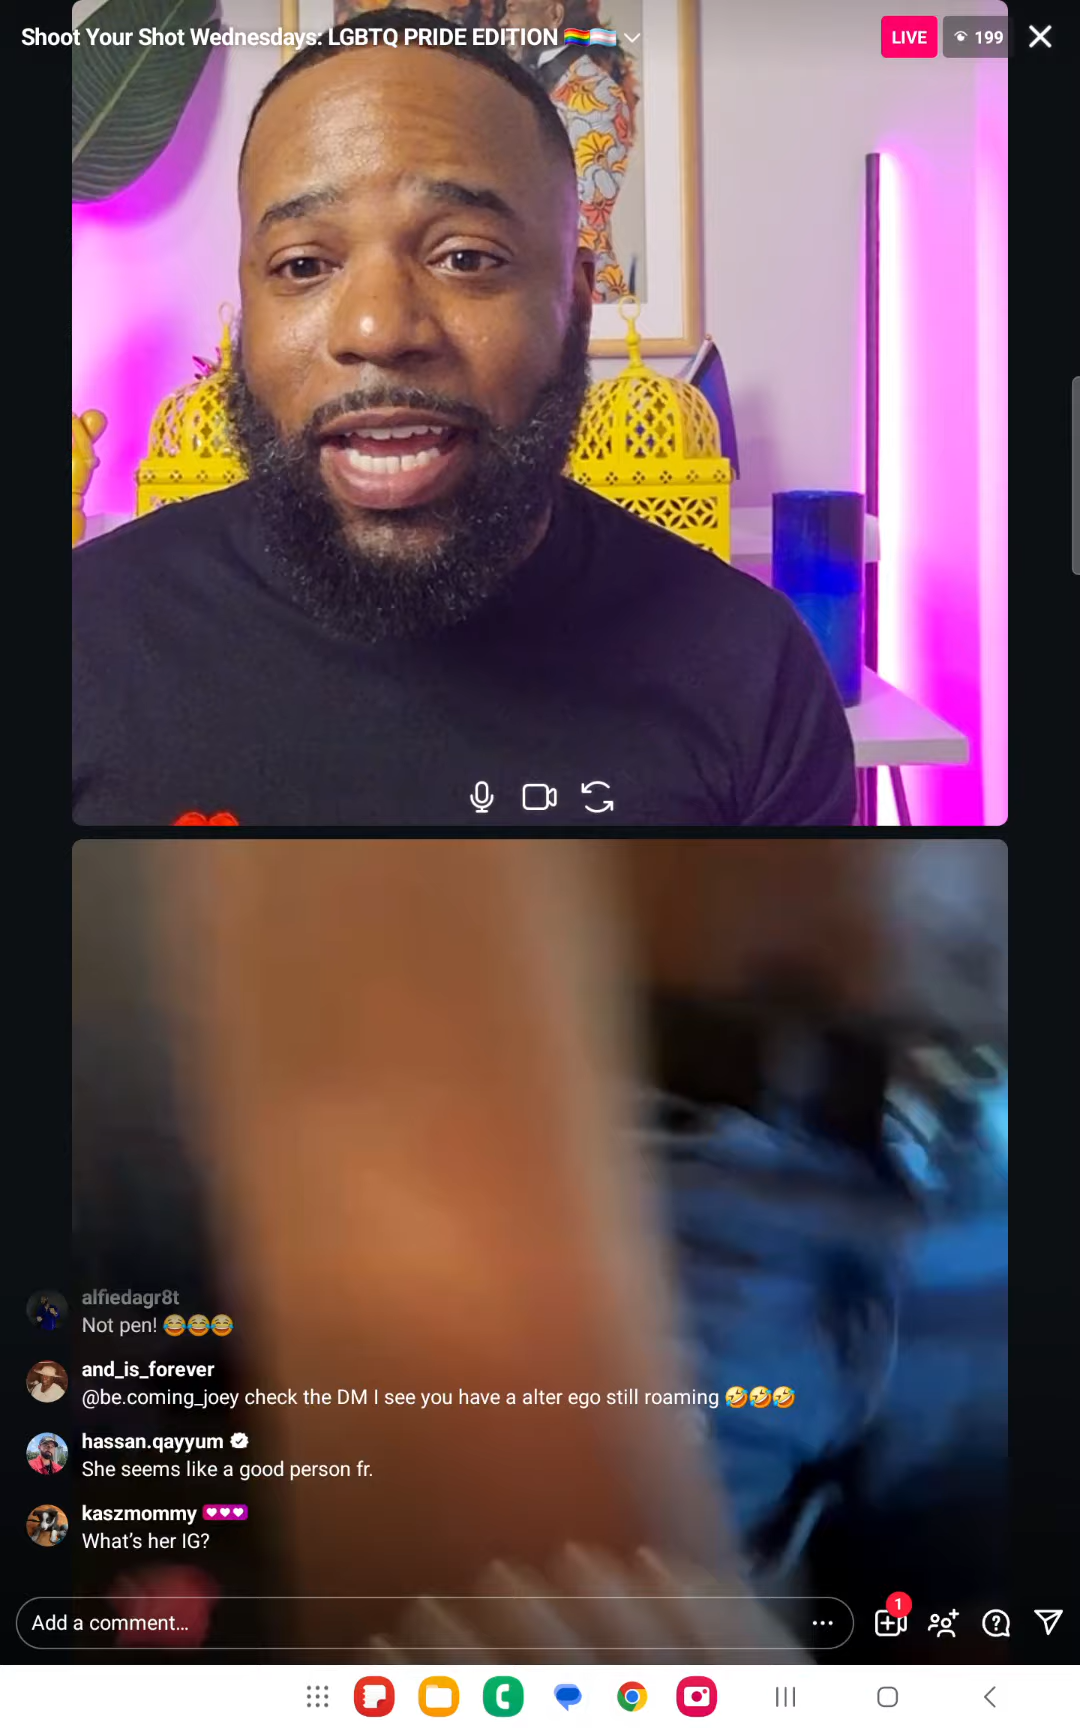 Shoot Your Shot Wednesdays: LGBTQ PRIDE EDITION 🏳️‍🌈🏳️‍⚧️
LIVE
199
alfiedagr8t
Not pen! 😂😂😂
and_is_forever
@be.coming_joey check the DM I see you have a alter ego still roaming 🤣🤣🤣
hassan.qayyum
She seems like a good person fr.
kaszmommy
What's her IG?
Add a comment...
1